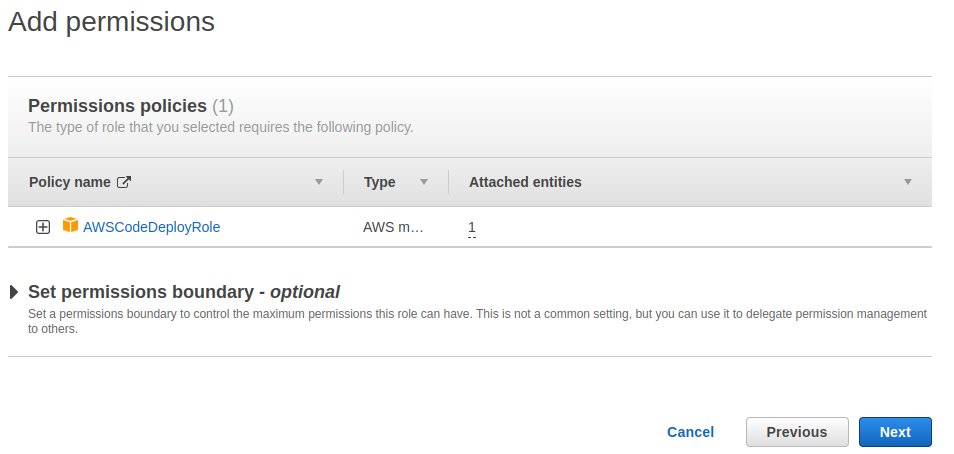 Add permissions
Permissions policies (1)
The type of role that you selected requires the following policy.
Policy name Type Attached entities
AWSCodeDeployRole AWS m... 1
Set permissions boundary - optional
Set a permissions boundary to control the maximum permissions this role can have. This is not a common setting, but you can use it to delegate permission management
to others.
Cancel Previous Next